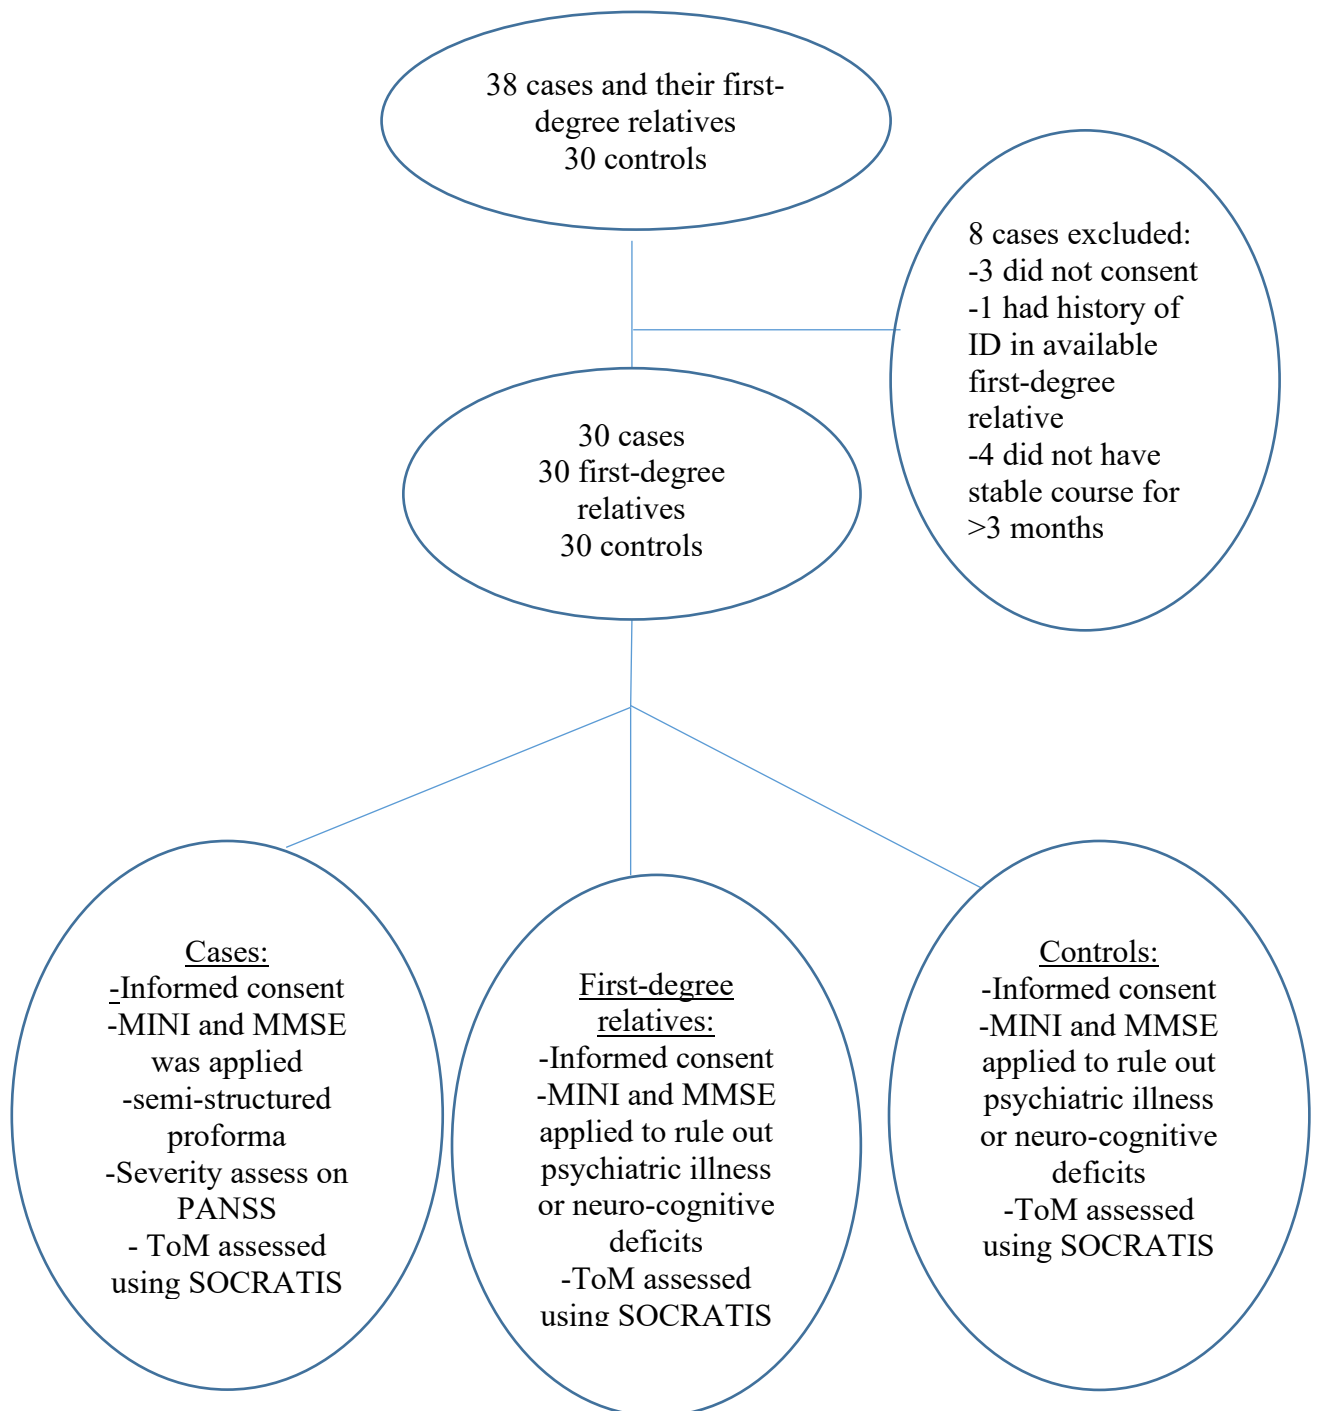 38 cases and their first-
degree relatives
30 controls
8 cases excluded:
-3 did not consent
-1 had history of
ID in available
first-degree
relative
-4 did not have
stable course for
>3 months
30 cases
30 first-degree
relatives
30 controls
Cases:
-Informed consent
-MINI and MMSE
was applied
-semi-structured
proforma
-Severity assess on
PANSS
- ToM assessed
using SOCRATIS
First-degree
relatives:
-Informed consent
-MINI and MMSE
applied to rule out
psychiatric illness
or neuro-cognitive
deficits
-ToM assessed
using SOCRATIS
Controls:
-Informed consent
-MINI and MMSE
applied to rule out
psychiatric illness
or neuro-cognitive
deficits
-ToM assessed
using SOCRATIS